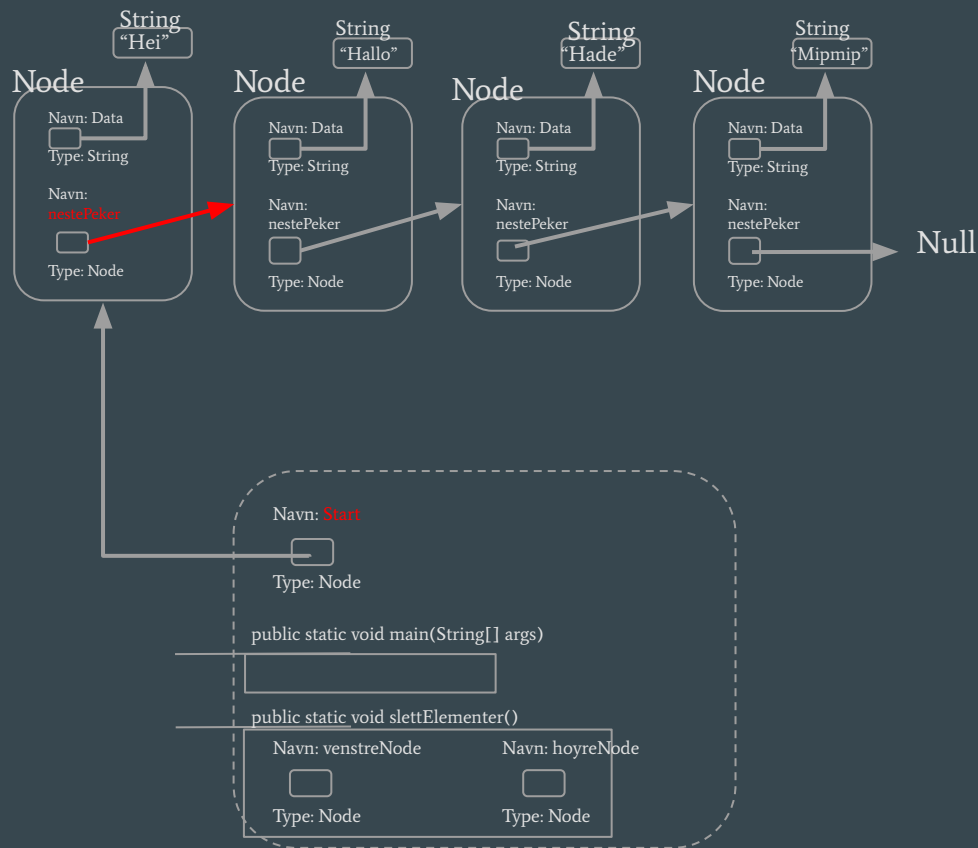 String
“Hei”
Node
Navn: Data
Type: String
Navn:
nestePeker
Type: Node
String
“Hallo”
Node
Navn: Data
Type: String
Navn:
nestePeker
Type: Node
String
“Hade”
Node
Navn: Data
Type: String
Navn:
nestePeker
Type: Node
String
“Mipmip”
Node
Navn: Data
Type: String
Navn:
nestePeker
Type: Node
Null
Navn: Start
Type: Node
public static void main(String[] args)
public static void slettElementer()
Navn: venstreNode
Type: Node
Navn: hoyreNode
Type: Node